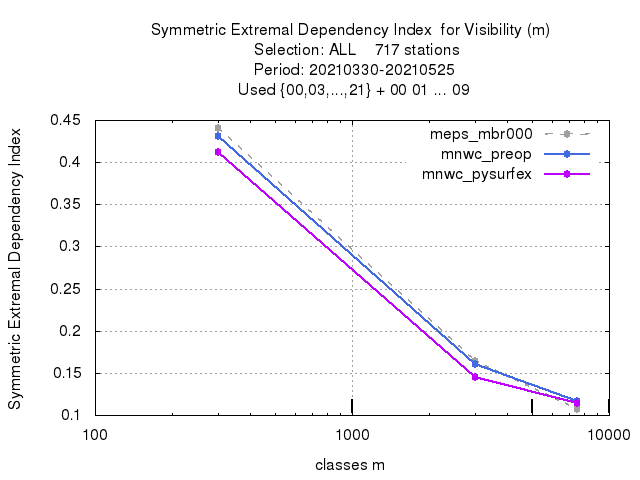 Symmetric Extremal Dependency Index  for Visibility (m)
Selection: ALL    717 stations
Period: 20210330-20210525
Used {00,03,...,21} + 00 01 ... 09
Symmetric Extremal Dependency Index
0.45
0.4
0.35
0.3
0.25
0.2
0.15
0.1
meps_mbr000
mnwc_preop
mnwc_pysurfex
100
1000
10000
classes m